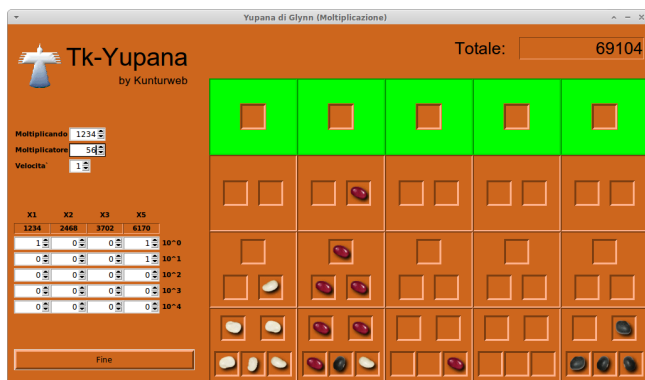 Yupana di Glynn (Moltiplicazione)
Tk-Yupana
by Kunturweb
Totale: 69104
Moltiplicando 1234
Moltiplicatore 56
Velocita` 1
X1 X2 X3 X5
1234 2468 3702 6170
1 0 0 1 10^0
0 0 0 1 10^1
0 0 0 0 10^2
0 0 0 0 10^3
0 0 0 0 10^4
Fine